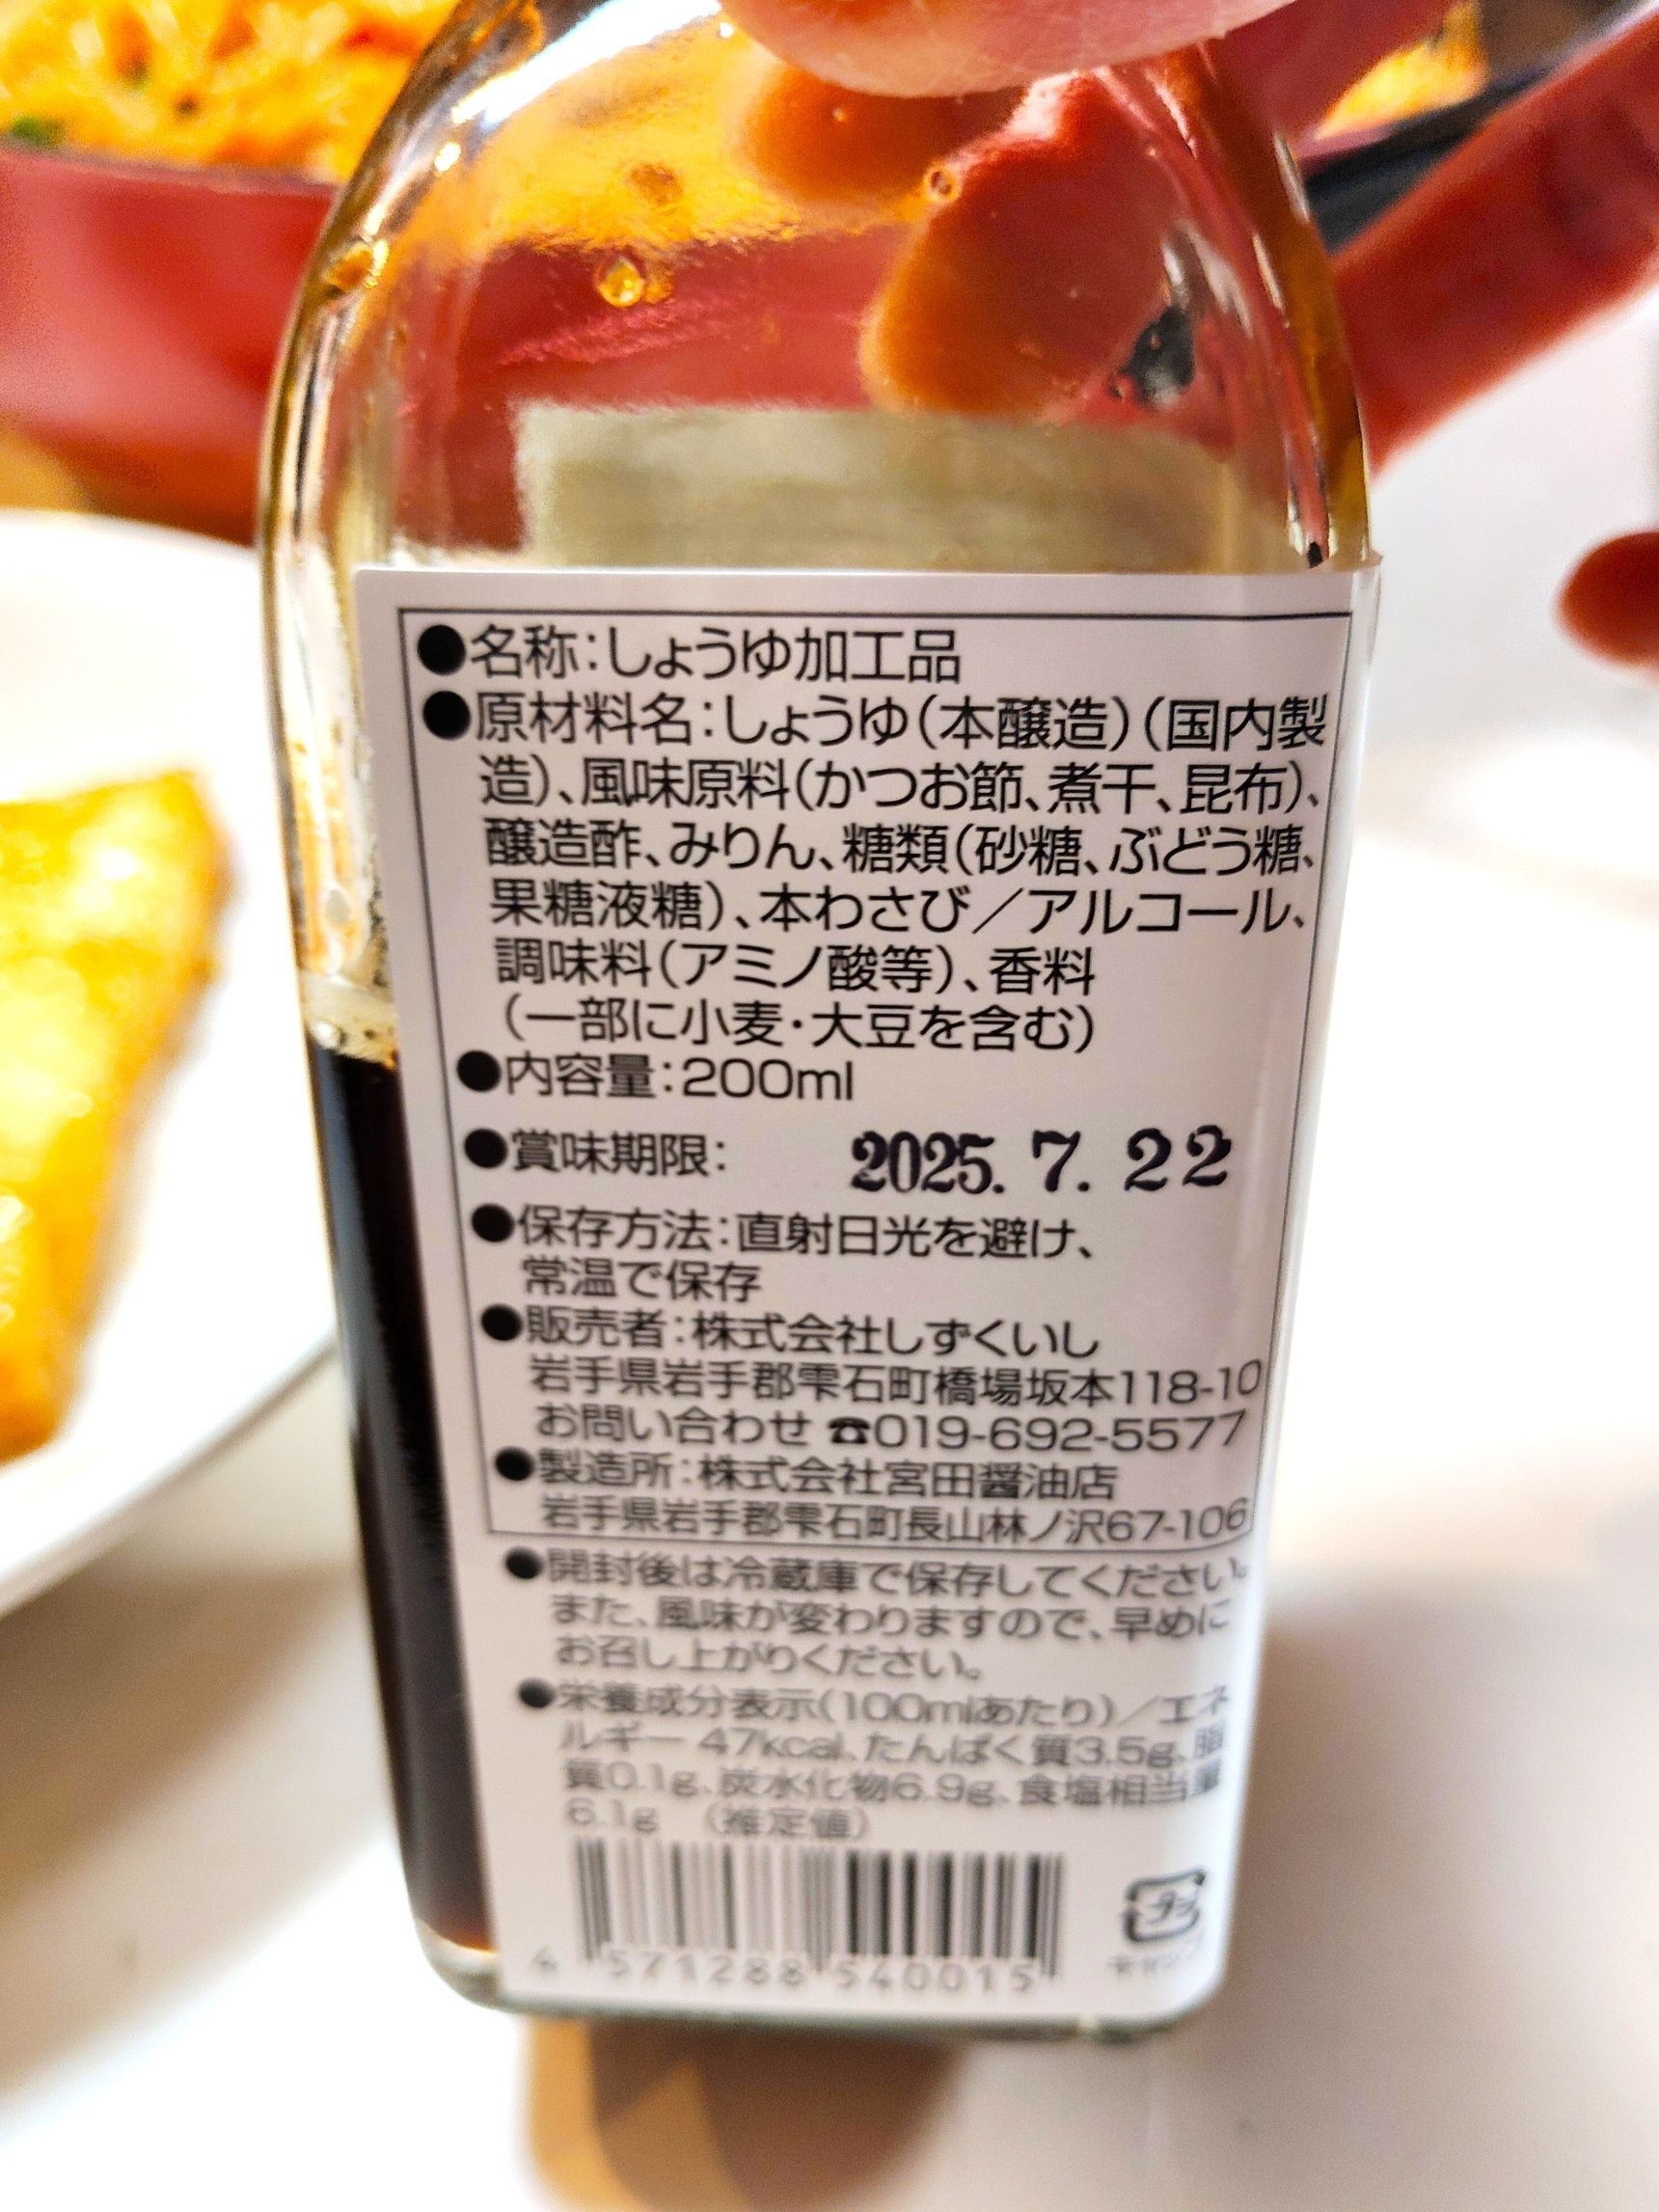 ●名称：しょうゆ加工品
●原材料名：しょうゆ（本醸造）（国内製
造）、風味原料（かつお節、煮干、昆布）、
醸造酢、みりん、糖類（砂糖、ぶどう糖、
果糖液糖）、本わさび／アルコール、
調味料（アミノ酸等）、香料
（一部に小麦・大豆を含む）
●内容量：200ml
●賞味期限： 2025. 7. 22
●保存方法：直射日光を避け、
常温で保存
●販売者：株式会社しずくいし
岩手県岩手郡雫石町橋場坂本118-10
お問い合わせ ☎019-692-5577
●製造所：株式会社宮田醤油店
岩手県岩手郡雫石町長山林ノ沢67-106
●開封後は冷蔵庫で保存してください。
また、風味が変わりますので、早めに
お召し上がりください。
●栄養成分表示（100mlあたり）／エネ
ルギー 47kcal、たんぱく質3.5g、脂
質0.1g、炭水化物6.9g、食塩相当量
6.1g （推定値）
4 571288 540015
プラ
キャップ